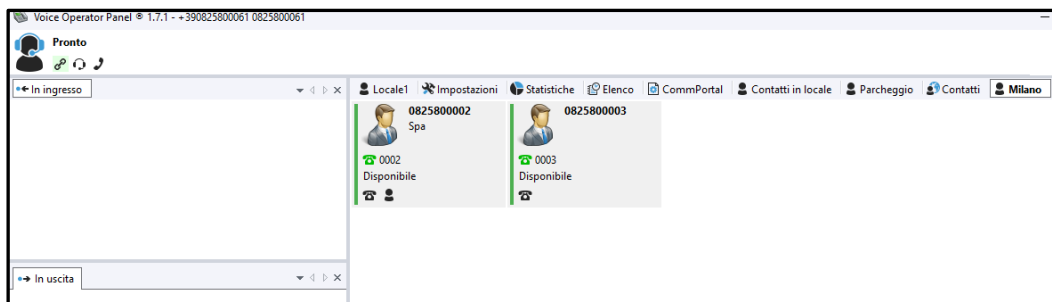 Voice Operator Panel ® 1.7.1 - +390825800061 0825800061
Pronto
In ingresso
Locale1 Impostazioni Statistiche Elenco CommPortal Contatti in locale Parcheggio Contatti Milano
0825800002
Spa
0002
Disponibile
0825800003
0003
Disponibile
In uscita